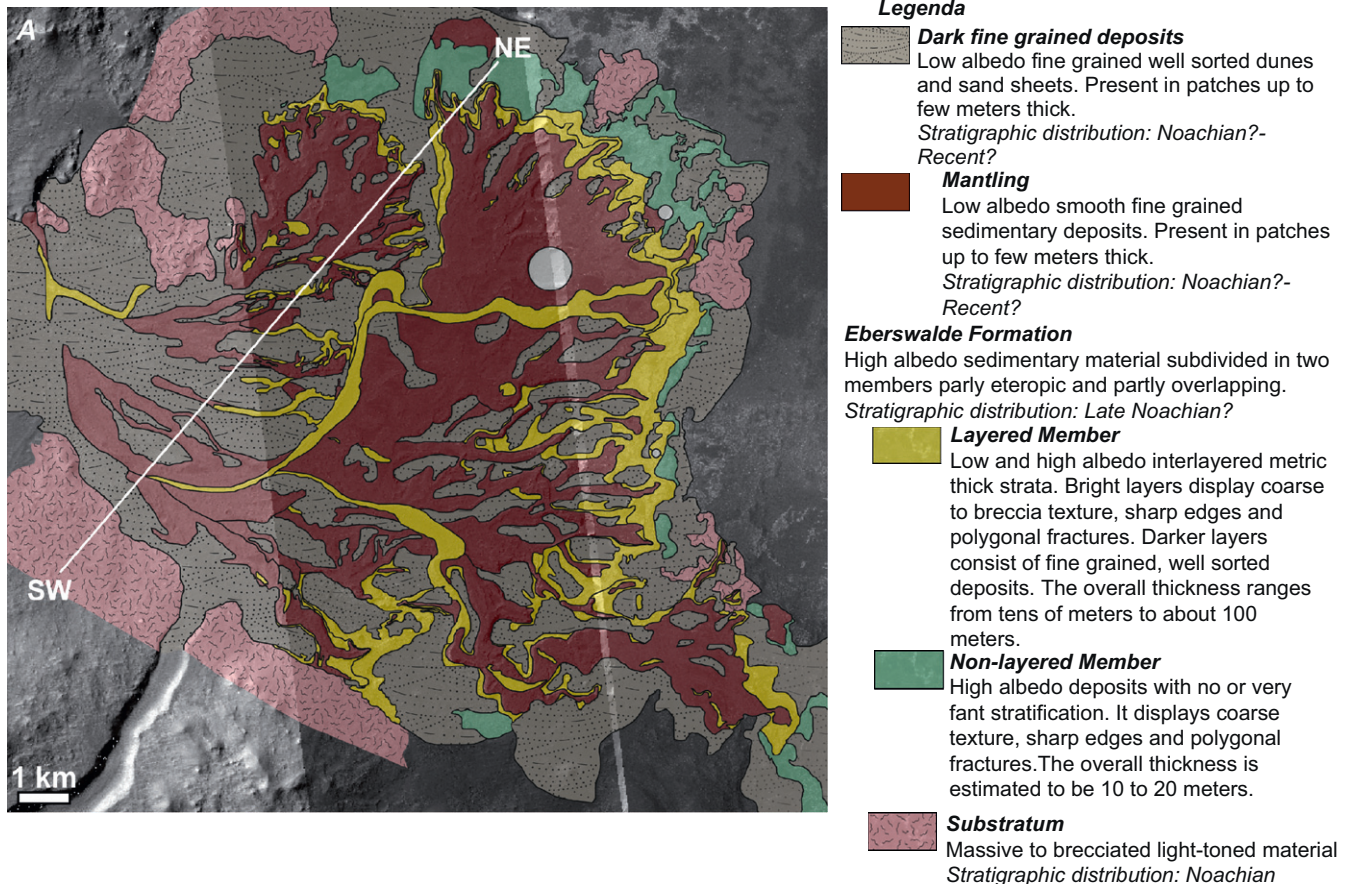 A
NE
SW
1 km
Legenda
Dark fine grained deposits
Low albedo fine grained well sorted dunes
and sand sheets. Present in patches up to
few meters thick.
Stratigraphic distribution: Noachian?-
Recent?
Mantling
Low albedo smooth fine grained
sedimentary deposits. Present in patches
up to few meters thick.
Stratigraphic distribution: Noachian?-
Recent?
Eberswalde Formation
High albedo sedimentary material subdivided in two
members parly eteropic and partly overlapping.
Stratigraphic distribution: Late Noachian?
Layered Member
Low and high albedo interlayered metric
thick strata. Bright layers display coarse
to breccia texture, sharp edges and
polygonal fractures. Darker layers
consist of fine grained, well sorted
deposits. The overall thickness ranges
from tens of meters to about 100
meters.
Non-layered Member
High albedo deposits with no or very
fant stratification. It displays coarse
texture, sharp edges and polygonal
fractures.The overall thickness is
estimated to be 10 to 20 meters.
Substratum
Massive to brecciated light-toned material
Stratigraphic distribution: Noachian